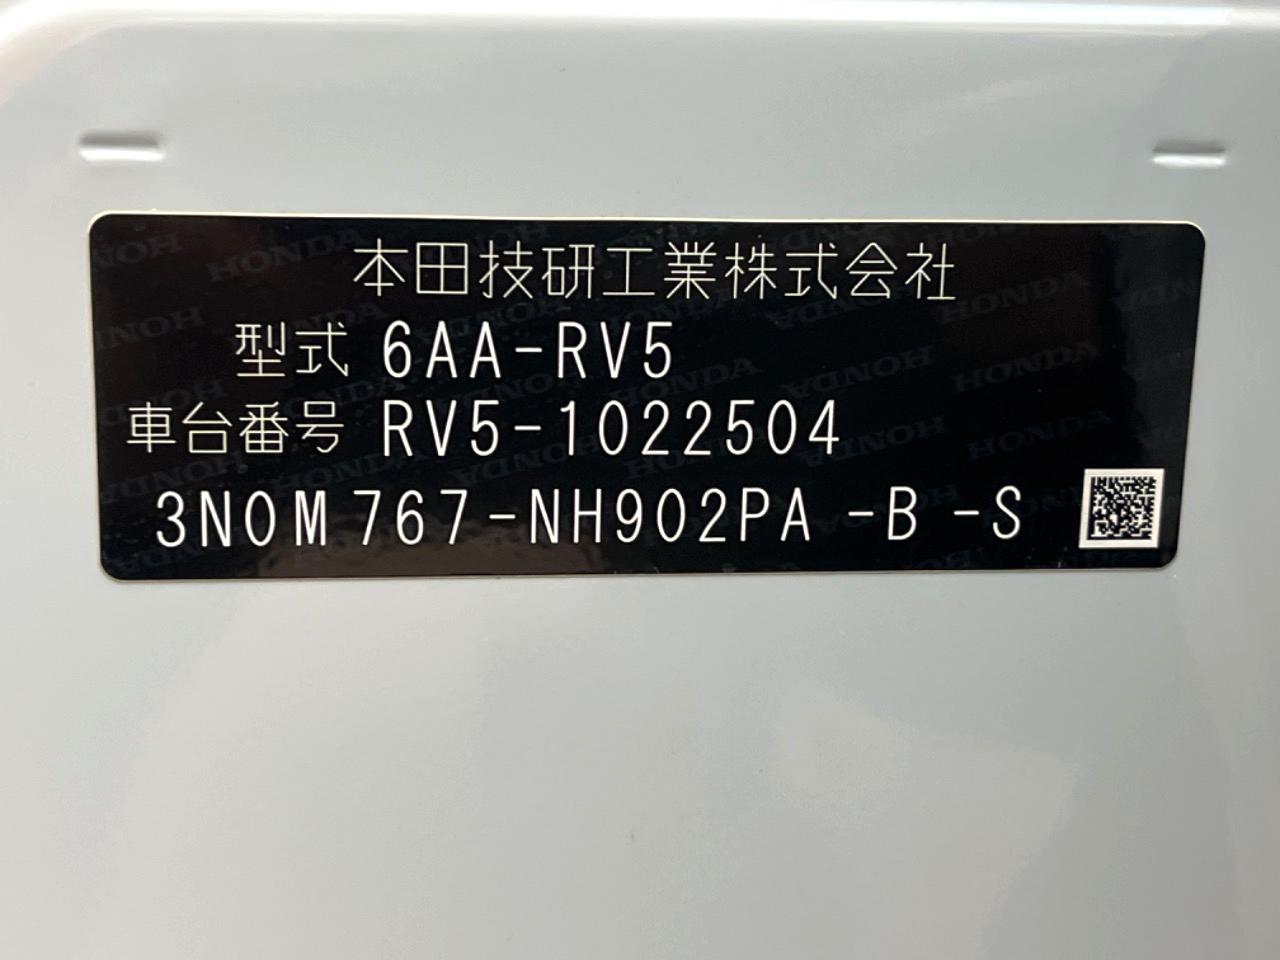 本田技研工業株式会社
型式 6AA-RV5
車台番号 RV5-1022504
3N0M767-NH902PA -B -S